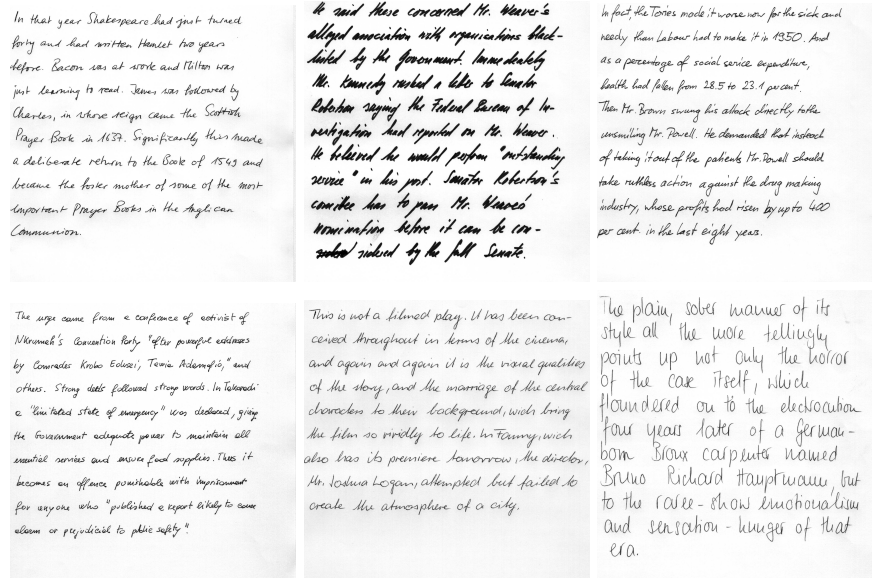 In that year Shakespeare had just turned
forty and had written Hamlet two years
before. Bacon was at work and Milton was
just learning to read. James was followed by
Charles, in whose reign came the Scottish
Prayer Book in 1637. Significantly this made
a deliberate return to the Book of 1549 and
became the foster mother of some of the most
important Prayer Books in the Anglican
Communion.
He said these concerned Mr. Weaver's
alleged association with organisations black-
listed by the Government. Immediately
Mr. Kennedy rushed a letter to Senator
Robertson saying the Federal Bureau of In-
vestigation had reported on Mr. Weaver.
He believed he would perform "outstanding
service" in his post. Senator Robertson's
comittee has to pass Mr. Weaver's
nomination before it can be con-
sidered by the full Senate.
In fact, the Tories made it worse now for the sick and
needy than Labour had to make it in 1950. And
as a percentage of social service expenditure,
health had fallen from 28.5 to 23.1 per cent.
Then Mr. Brown swung his attack directly to the
unsmiling Mr. Powell. He demanded that instead
of taking it out of the patients Mr. Powell should
take ruthless action against the drug making
industry, whose profits had risen by up to 400
per cent. in the last eight years.
The urge came from a conference of activist of
Nkrumah's Convention Party "after powerful addresses
by Comrades Krobo Edusei, Tawia Adamafio," and
others. Strong deeds followed strong words. In Takoradi
a "limitated state of emergency" was declared, giving
the Government adequate power to maintain all
essential services and ensure food supplies. Thus it
becomes an offence punishable with imprisonment
for anyone who "published a report likely to cause
alarm or prejudicial to public safety".
This is not a filmed play. It has been con-
ceived throughout in terms of the cinema,
and again and again it is the visual qualities
of the story, and the marriage of the central
characters to their background, wich bring
the film so vividly to life. In Fanny, wich
also has its premiere tomorrow, the director,
Mr. Joshua Logan, attempted but failed to
create the atmosphere of a city.
The plain, sober manner of its
style all the more tellingly
points up not only the horror
of the case itself, which
floundered on to the electrocution
four years later of a German-
born Bronx carpenter named
Bruno Richard Hauptmann, but
to the raree-show emotionalism
and sensation-hunger of that
era.